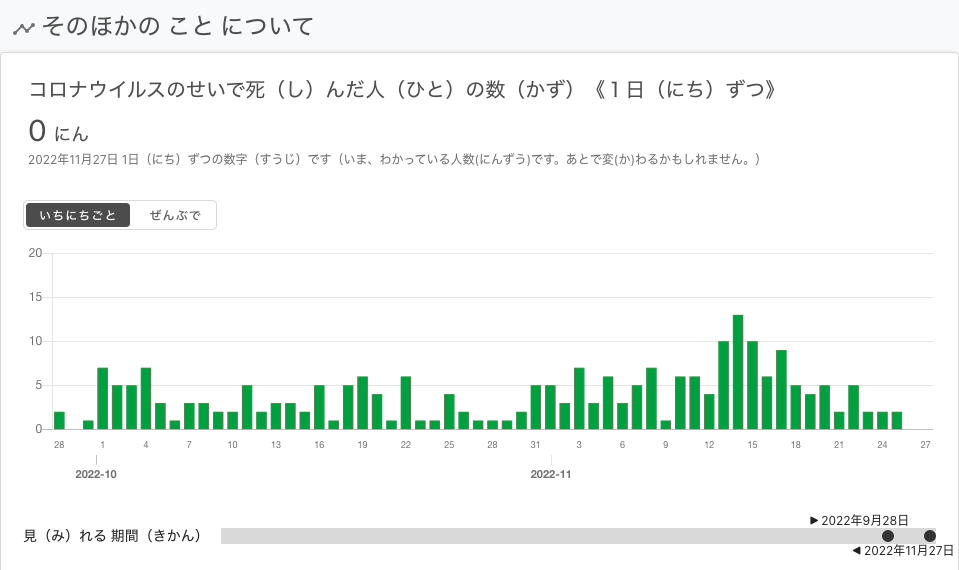 そのほかの こと について
コロナウイルスのせいで死（し）んだ人（ひと）の数（かず）《１日（にち）ずつ》
0 にん
2022年11月27日 1日（にち）ずつの数字（すうじ）です（いま、わかっている人数(にんずう)です。あとで変(か)わるかもしれません。）
いちにちごと ぜんぶで
20
15
10
5
0
28 1 4 7 10 13 16 19 22 25 28 31 3 6 9 12 15 18 21 24 27
2022-10 2022-11
2022年9月28日
見（み）れる 期間（きかん）
2022年11月27日